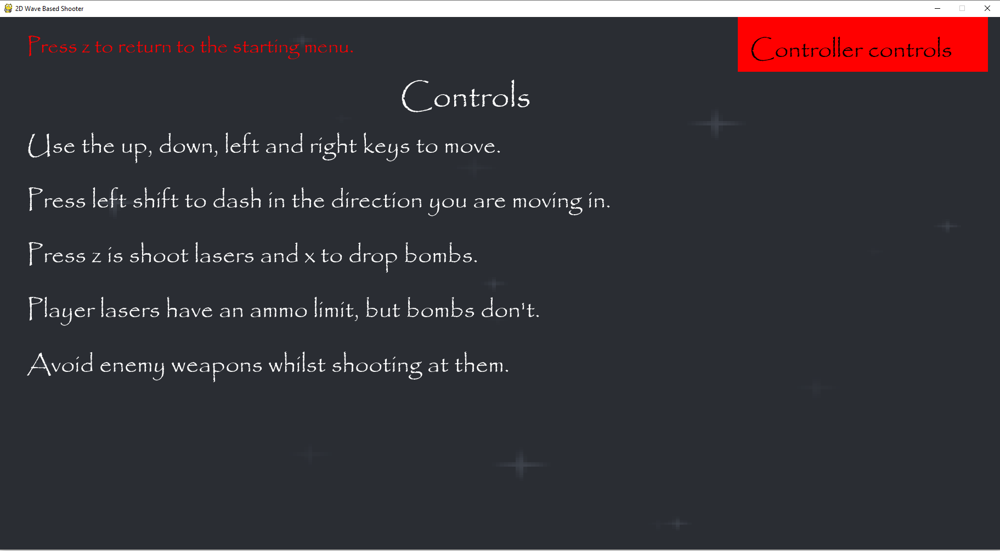 2D Wave Based Shooter
Press z to return to the starting menu.
Controller controls
Controls
Use the up, down, left and right keys to move.
Press left shift to dash in the direction you are moving in.
Press z is shoot lasers and x to drop bombs.
Player lasers have an ammo limit, but bombs don't.
Avoid enemy weapons whilst shooting at them.